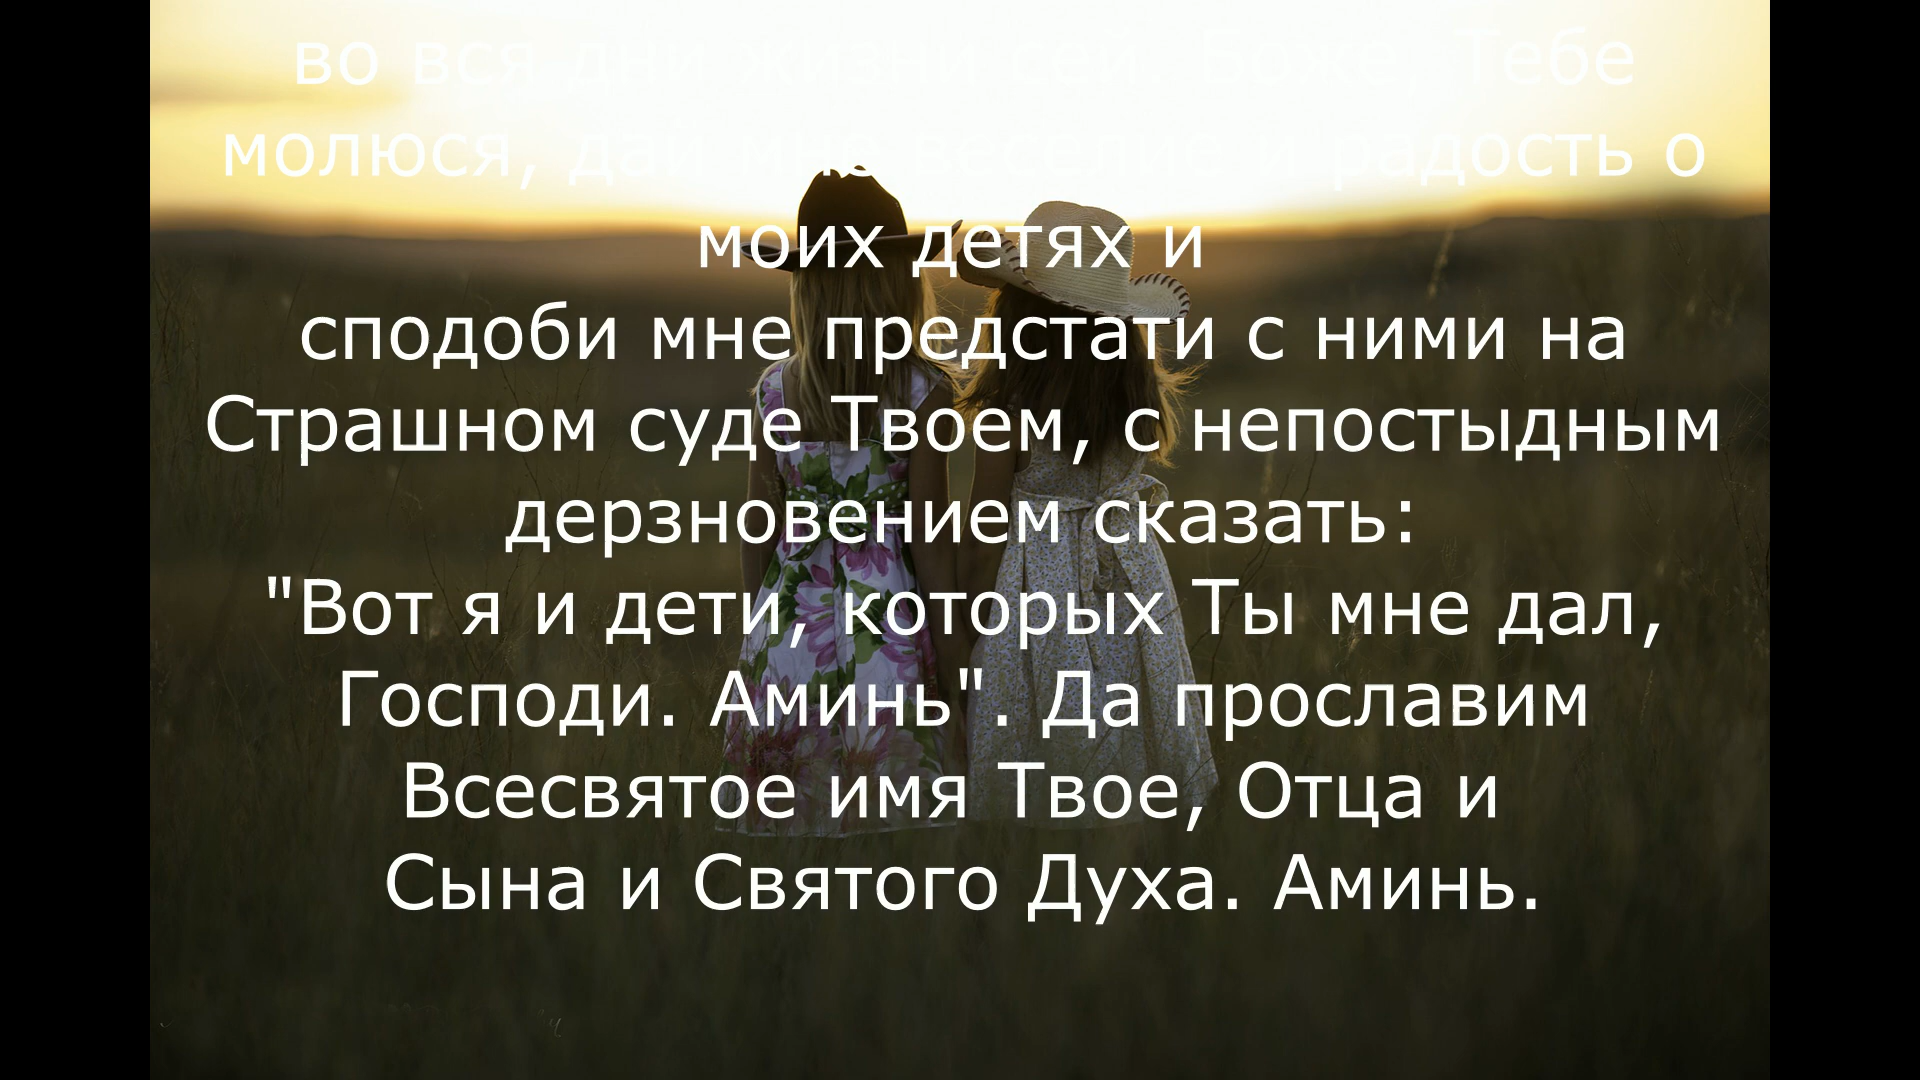 во вся дни жизни сей. Боже, Тебе
молюся, дай мне веселие и радость о
моих детях и
сподоби мне предстати с ними на
Страшном суде Твоем, с непостыдным
дерзновением сказать:
"Вот я и дети, которых Ты мне дал,
Господи. Аминь". Да прославим
Всесвятое имя Твое, Отца и
Сына и Святого Духа. Аминь.